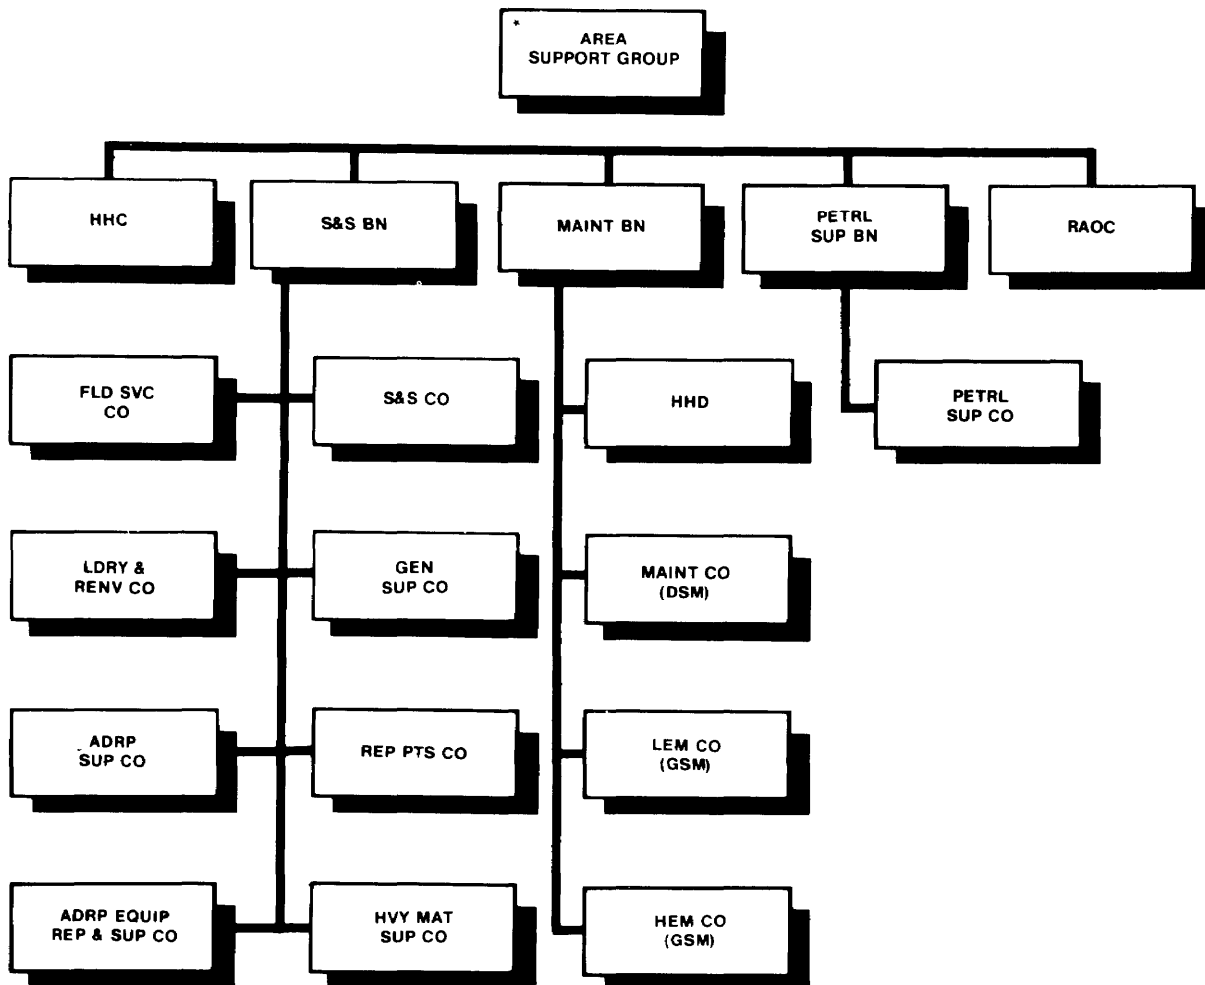 *
AREA
SUPPORT GROUP
HHC
S&S BN
MAINT BN
PETRL
SUP BN
RAOC
FLD SVC
CO
S&S CO
HHD
PETRL
SUP CO
LDRY &
RENV CO
GEN
SUP CO
MAINT CO
(DSM)
ADRP
SUP CO
REP PTS CO
LEM CO
(GSM)
ADRP EQUIP
REP & SUP CO
HVY MAT
SUP CO
HEM CO
(GSM)